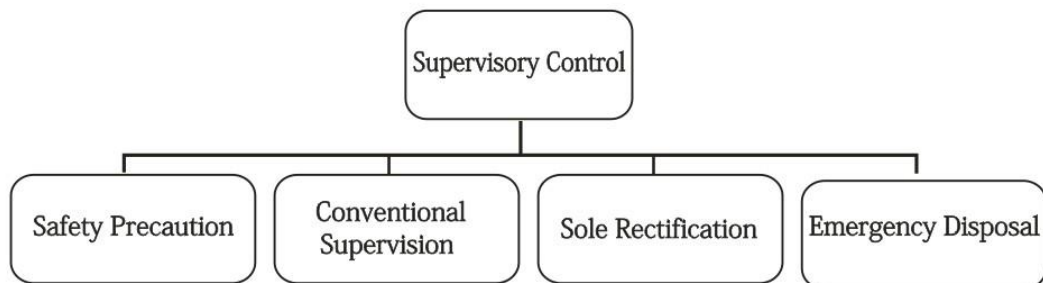 Supervisory Control
Safety Precaution
Conventional
Supervision
Sole Rectification
Emergency Disposal